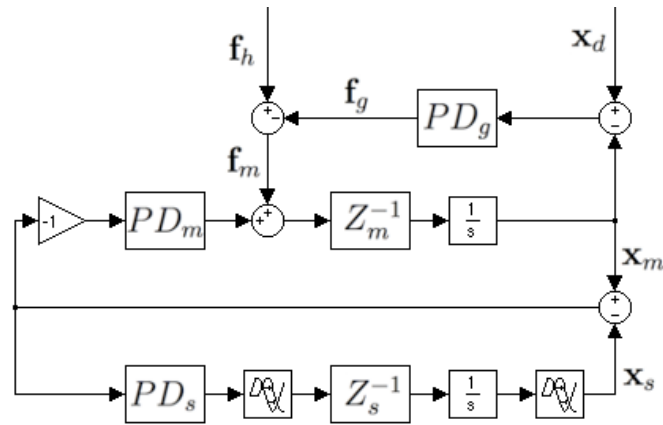 f_h
x_d
+
-
f_g
PD_g
+
-
f_m
-1
PD_m
+
+
Z_m^{-1}
1/s
x_m
+
-
PD_s
Z_s^{-1}
1/s
x_s